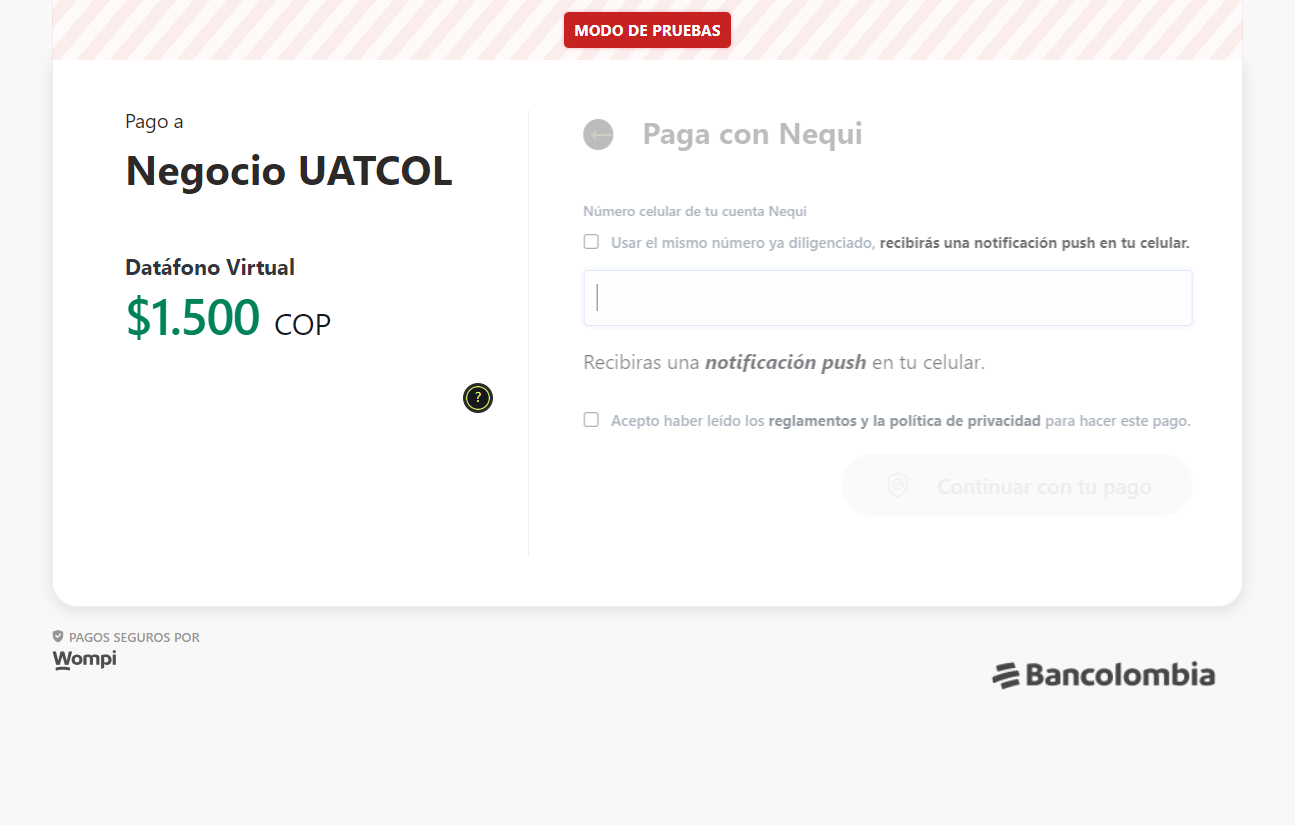 MODO DE PRUEBAS
Pago a
Negocio UATCOL
Datáfono Virtual
$1.500 COP
?
Paga con Nequi
Número celular de tu cuenta Nequi
Usar el mismo número ya diligenciado, recibirás una notificación push en tu celular.
Recibiras una notificación push en tu celular.
Acepto haber leído los reglamentos y la política de privacidad para hacer este pago.
Continuar con tu pago
PAGOS SEGUROS POR
Wompi
Bancolombia